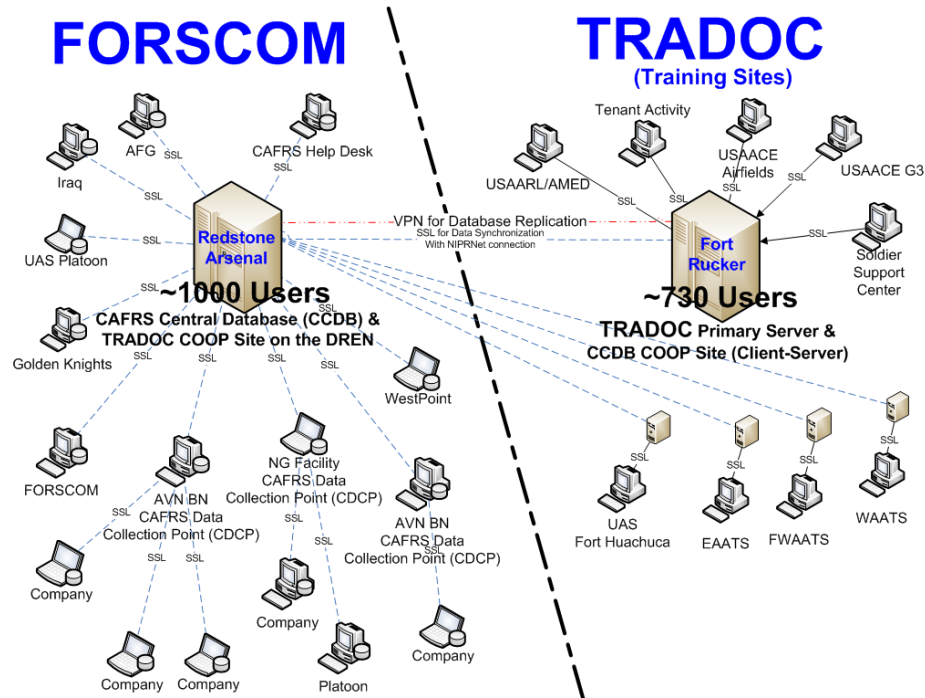 FORSCOM
TRADOC
(Training Sites)
AFG
CAFRS Help Desk
Iraq
SSL
SSL
SSL
UAS Platoon
SSL
Redstone
Arsenal
~1000 Users
CAFRS Central Database (CCDB) &
TRADOC COOP Site on the DREN
SSL
SSL
Golden Knights
SSL
SSL
SSL
WestPoint
FORSCOM
AVN BN
CAFRS Data
Collection Point (CDCP)
NG Facility
CAFRS Data
Collection Point (CDCP)
AVN BN
CAFRS Data
Collection Point (CDCP)
SSL
SSL
SSL
SSL
SSL
SSL
Company
Company
Company
Company
Platoon
Company
VPN for Database Replication
SSL for Data Synchronization
With NIPRNet connection
Tenant Activity
USAARL/AMED
USAACE
Airfields
USAACE G3
SSL
SSL
SSL
SSL
SSL
Fort
Rucker
Soldier
Support
Center
~730 Users
TRADOC Primary Server &
CCDB COOP Site (Client-Server)
SSL
SSL
SSL
SSL
UAS
Fort Huachuca
EAATS
FWAATS
WAATS